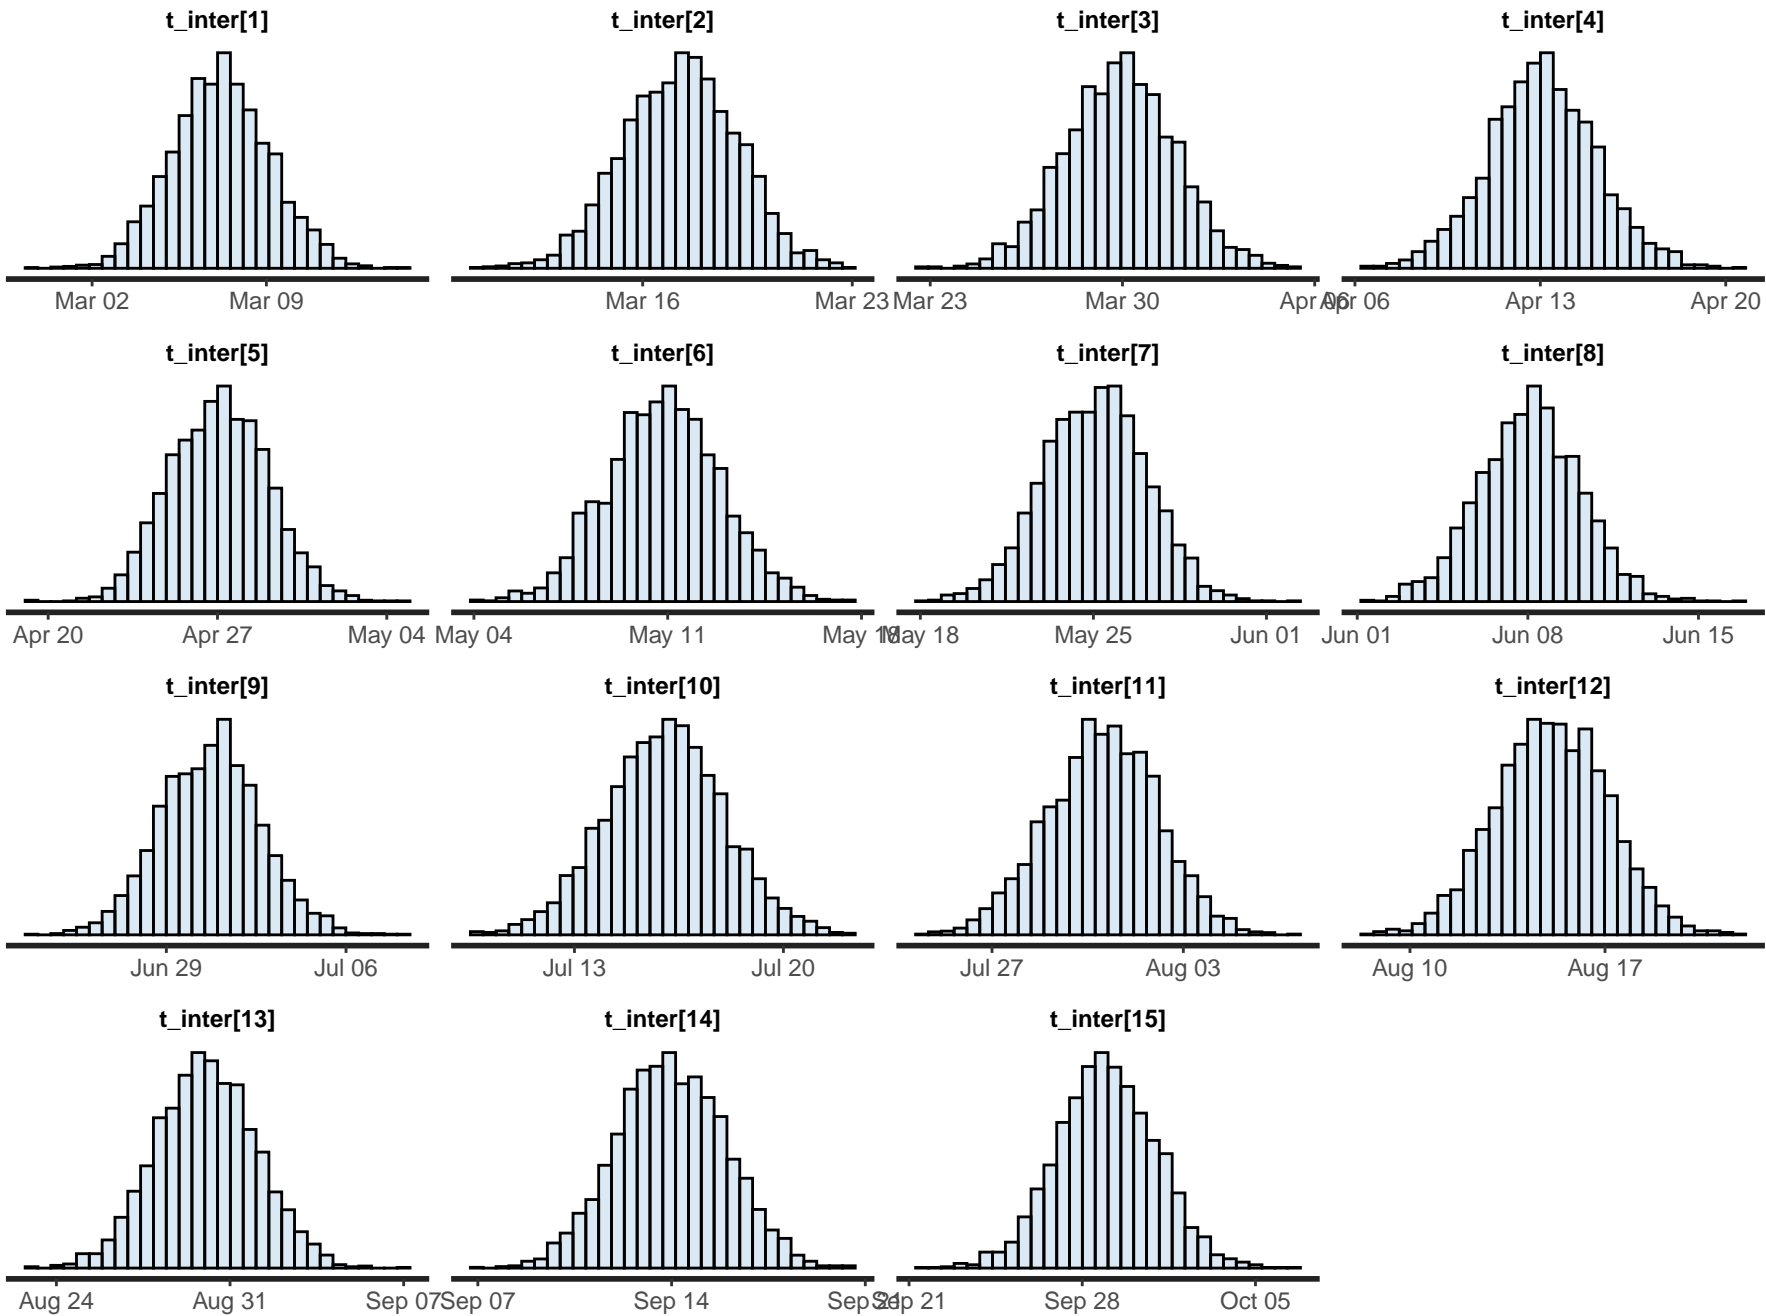 t_inter[1] t_inter[2] t_inter[3] t_inter[4]
Mar 02 Mar 09 Mar 16 Mar 23 Mar 23 Mar 30 Apr 06 Apr 06 Apr 13 Apr 20
t_inter[5] t_inter[6] t_inter[7] t_inter[8]
Apr 20 Apr 27 May 04 May 04 May 11 May 18 May 18 May 25 Jun 01 Jun 01 Jun 08 Jun 15
t_inter[9] t_inter[10] t_inter[11] t_inter[12]
Jun 29 Jul 06 Jul 13 Jul 20 Jul 27 Aug 03 Aug 10 Aug 17
t_inter[13] t_inter[14] t_inter[15]
Aug 24 Aug 31 Sep 07 Sep 07 Sep 14 Sep 21 Sep 21 Sep 28 Oct 05